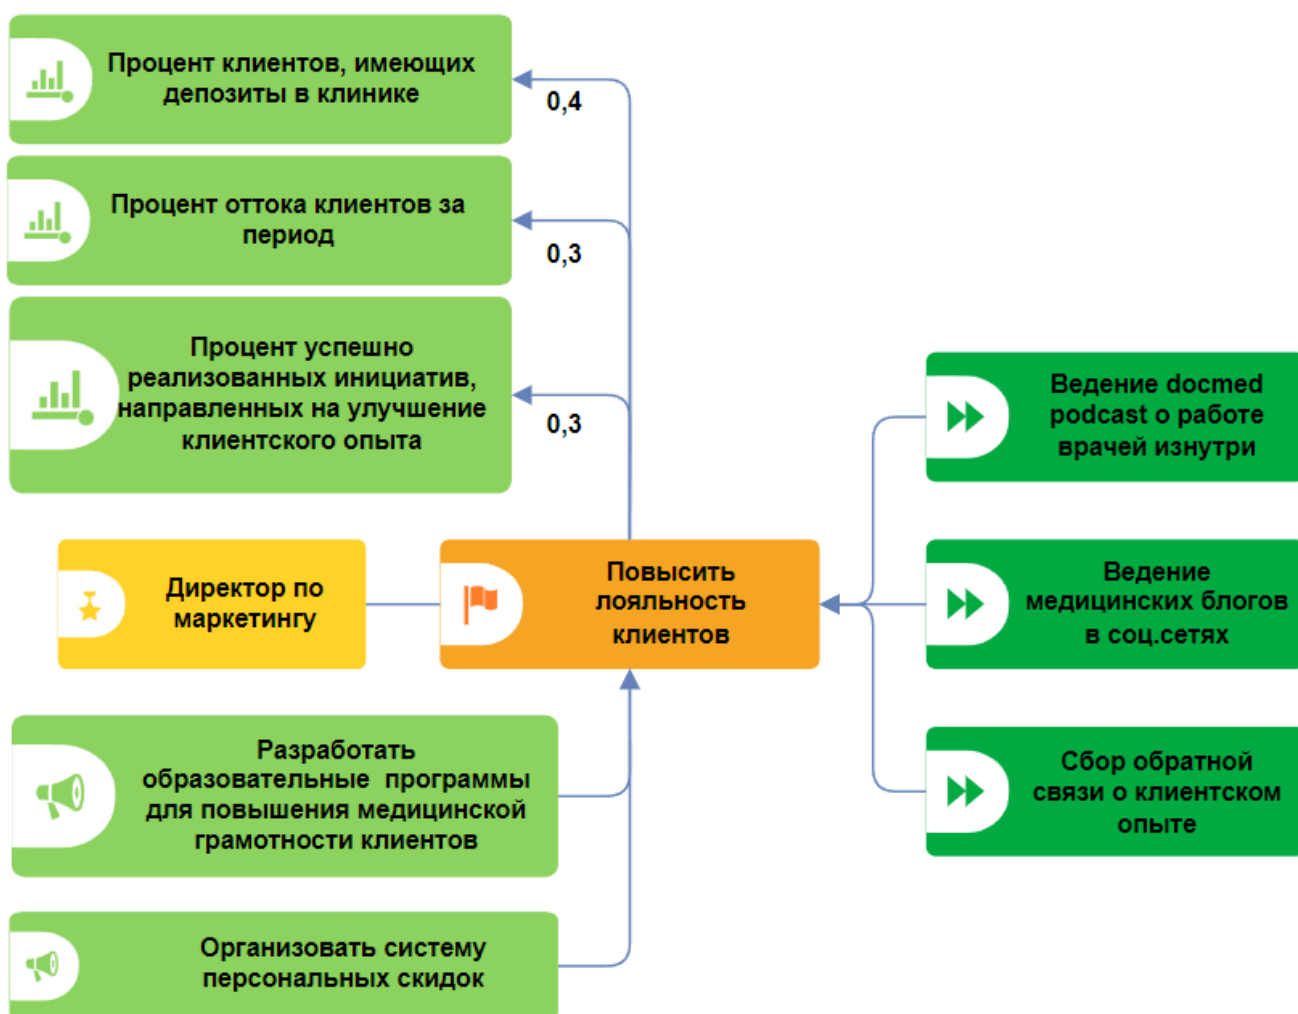 Процент клиентов, имеющих
депозиты в клинике
0,4
Процент оттока клиентов за
период
0,3
Процент успешно
реализованных инициатив,
направленных на улучшение
клиентского опыта
0,3
Директор по
маркетингу
Повысить
лояльность
клиентов
Ведение docmed
podcast о работе
врачей изнутри
Ведение
медицинских блогов
в соц.сетях
Сбор обратной
связи о клиентском
опыте
Разработать
образовательные программы
для повышения медицинской
грамотности клиентов
Организовать систему
персональных скидок